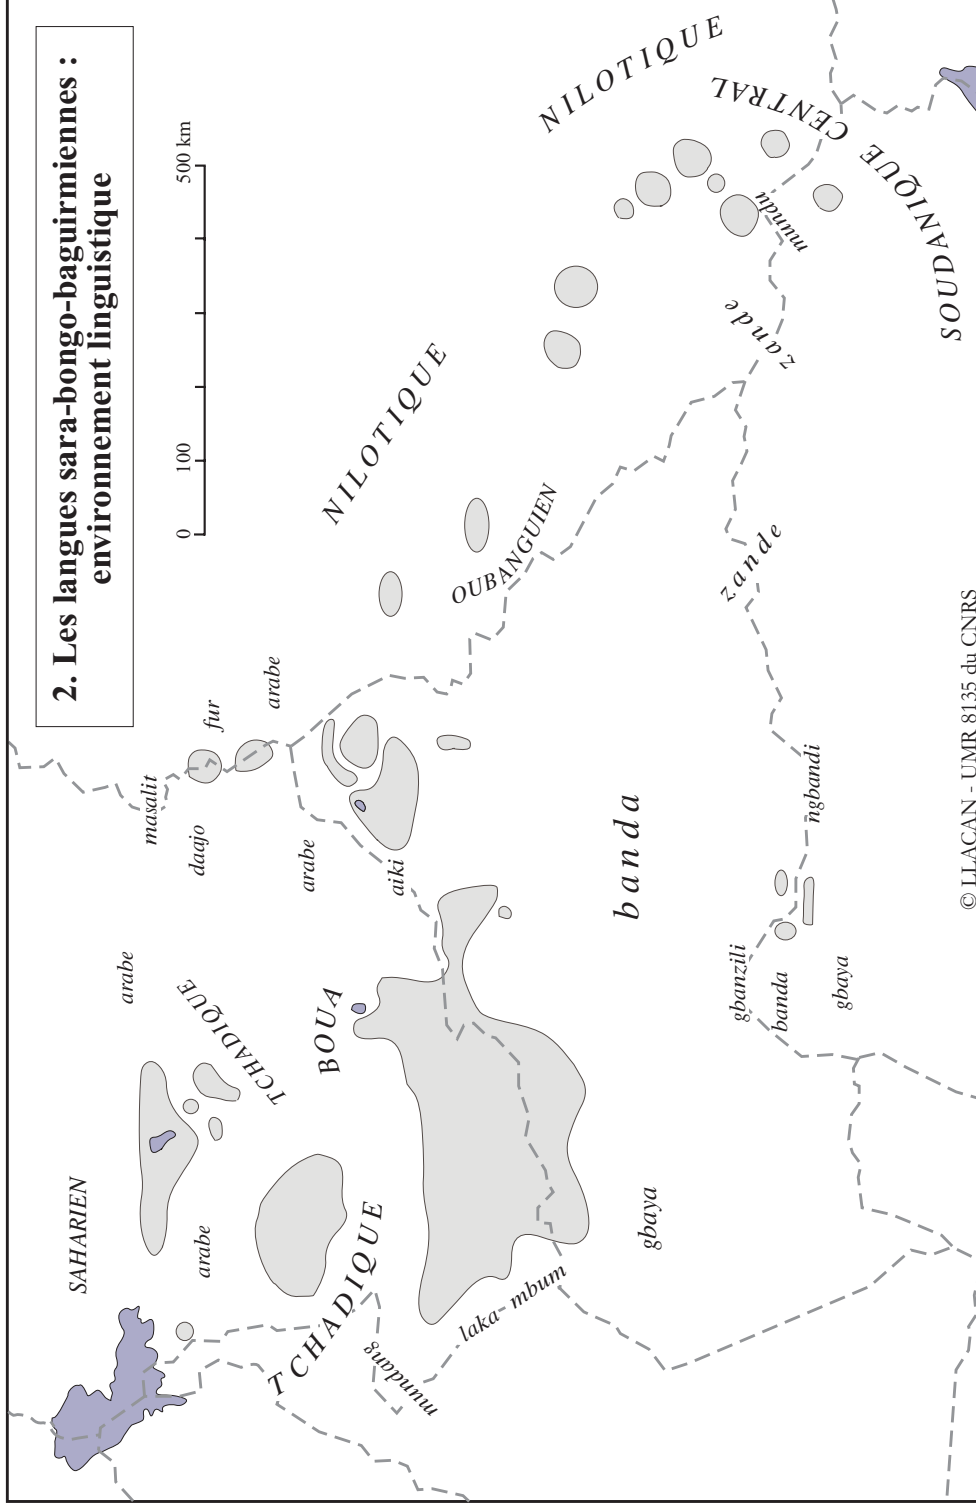 2. Les langues sara-bongo-baguirmiennes :
environnement linguistique
0
100
500 km
SAHARIEN
arabe
masalit
fur
arabe
daajo
arabe
TCHADIQUE
arabe
BOUA
aiki
NILOTIQUE
NILOTIQUE
TCHADIQUE
mundang
laka-mbum
OUBANGUIEN
banda
gbaya
CENTRAL
SOUDANIQUE
mundu
zande
zande
ngbandi
gbanzili
banda
gbaya
© LLACAN - UMR 8135 du CNRS